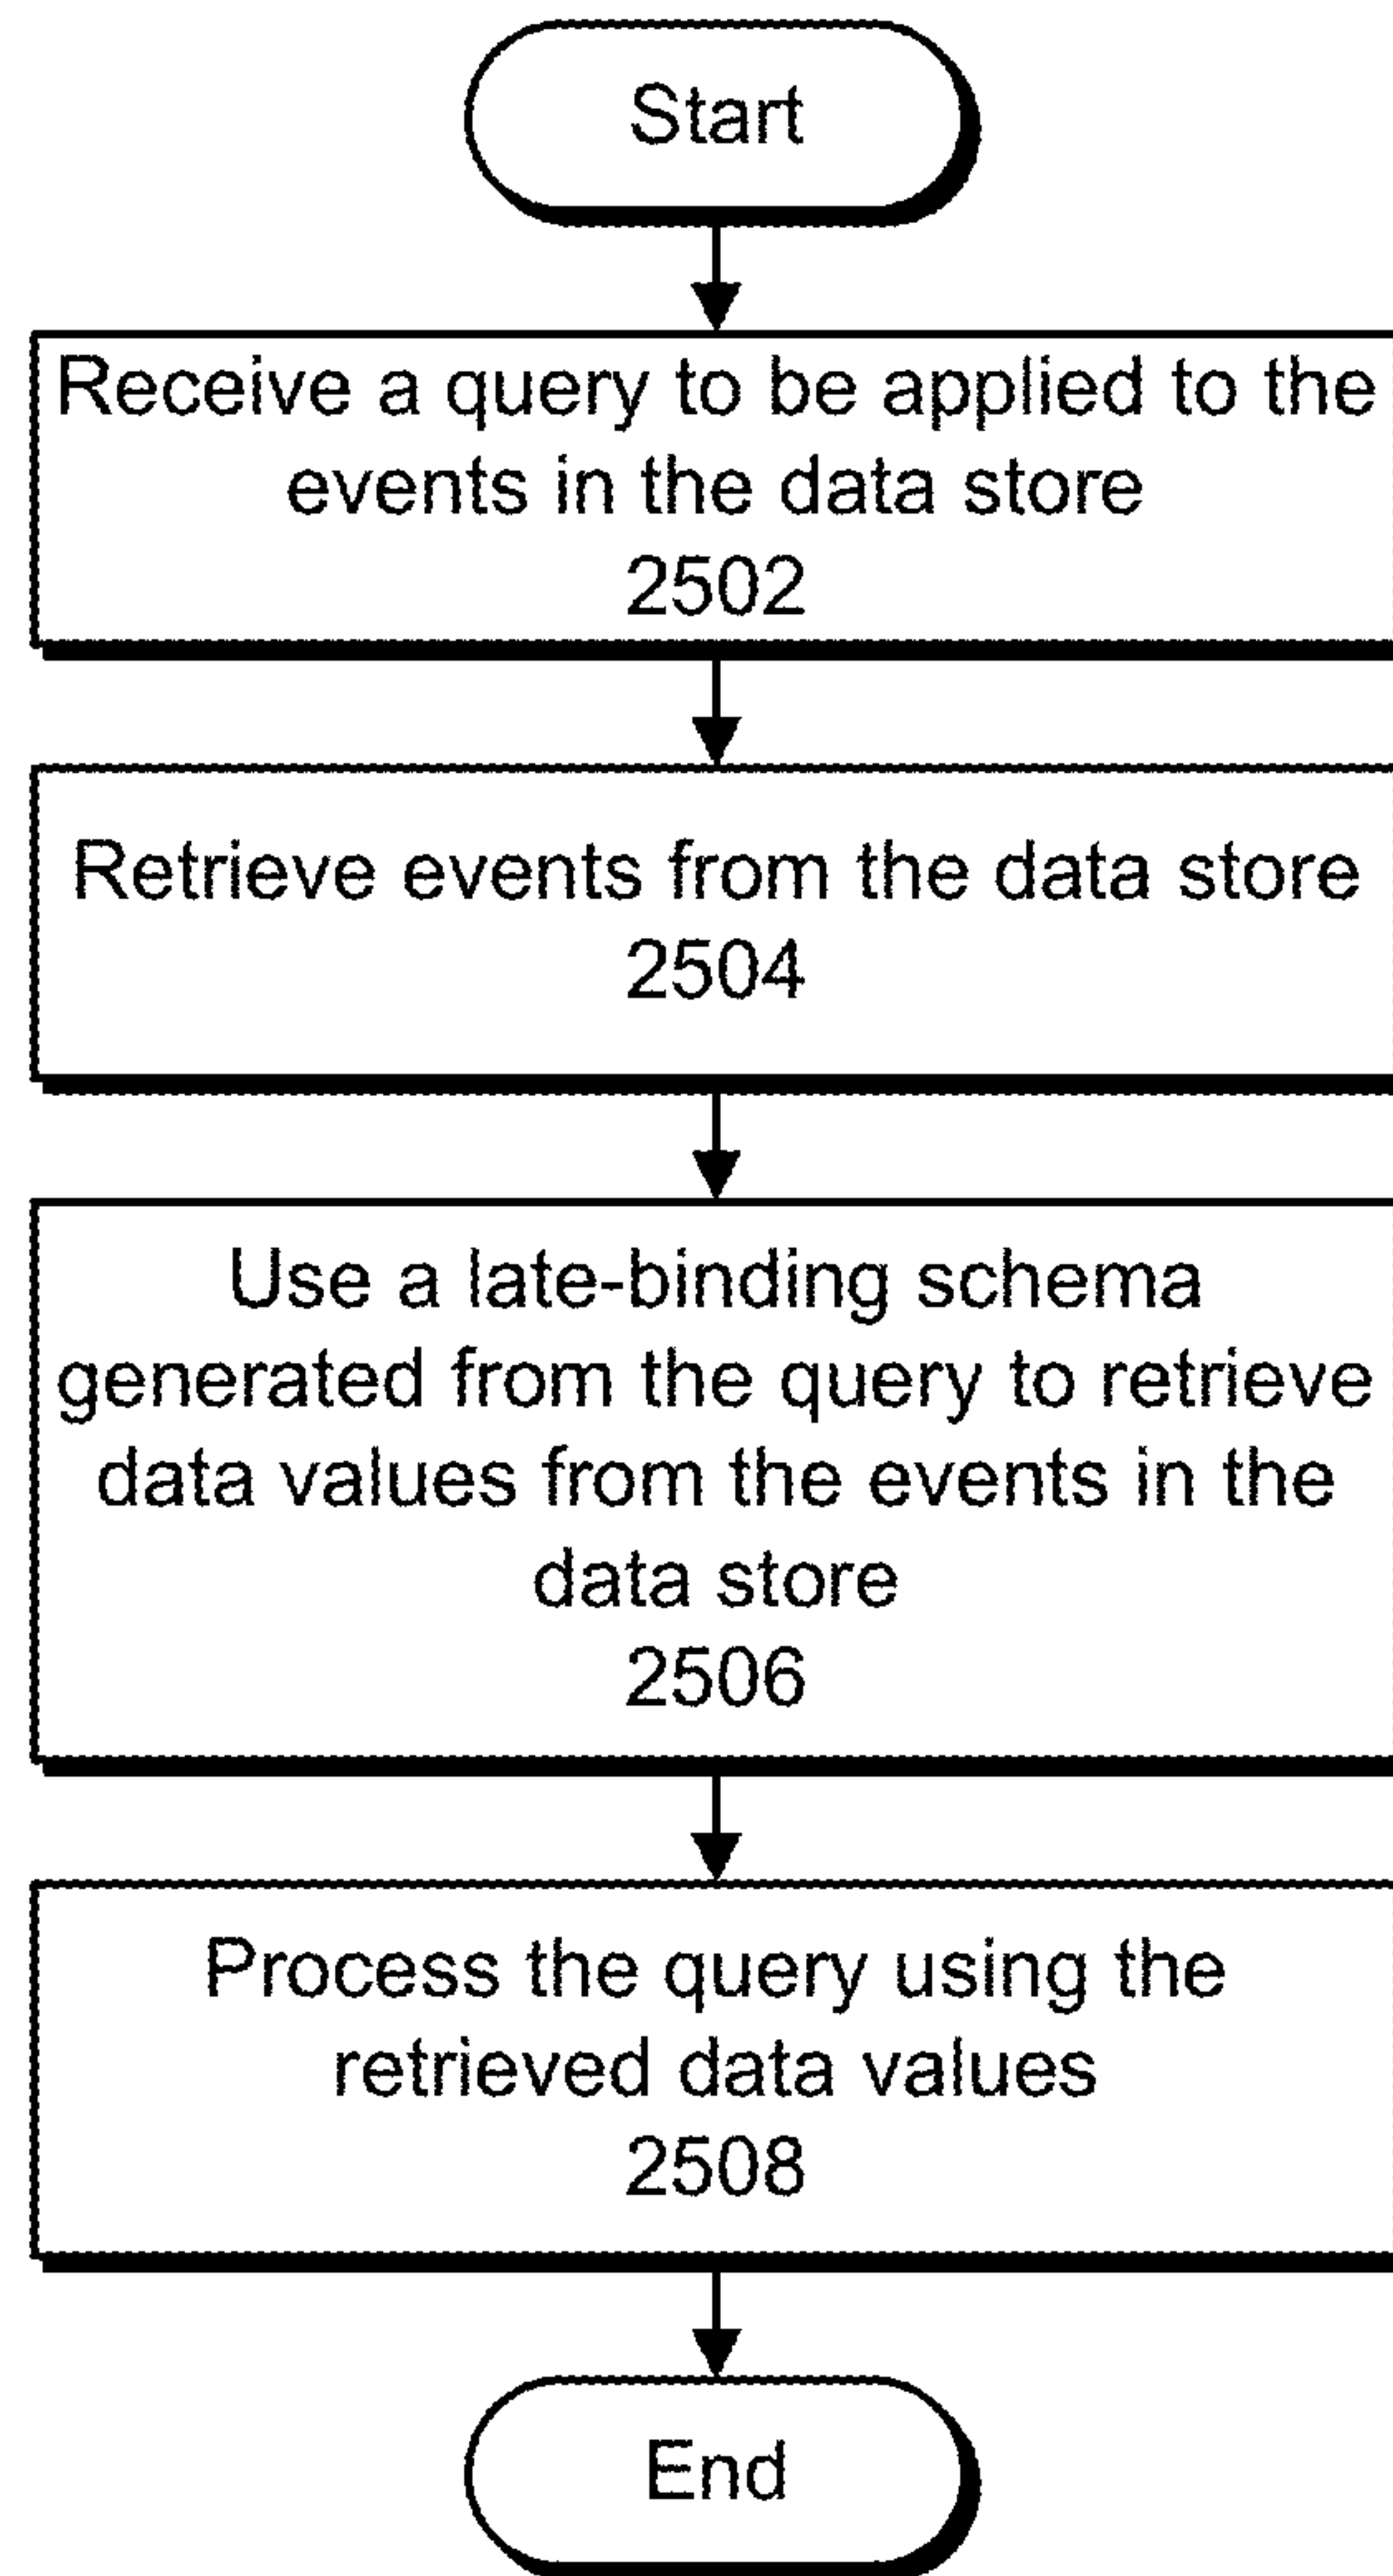 Start
Receive a query to be applied to the
events in the data store
2502
Retrieve events from the data store
2504
Use a late-binding schema
generated from the query to retrieve
data values from the events in the
data store
2506
Process the query using the
retrieved data values
2508
End